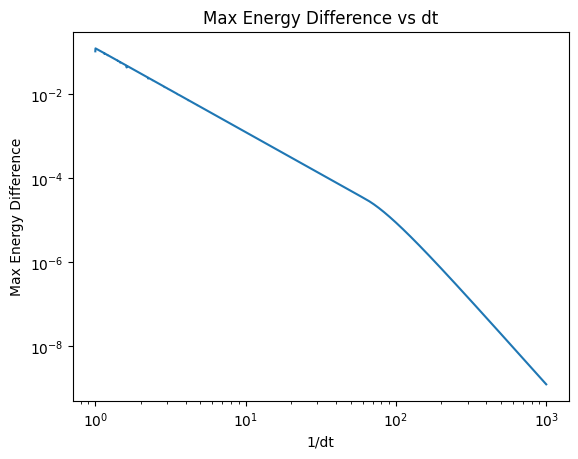 Max Energy Difference vs dt
Max Energy Difference
10⁻²
10⁻⁴
10⁻⁶
10⁻⁸
10⁰
10¹
10²
10³
1/dt